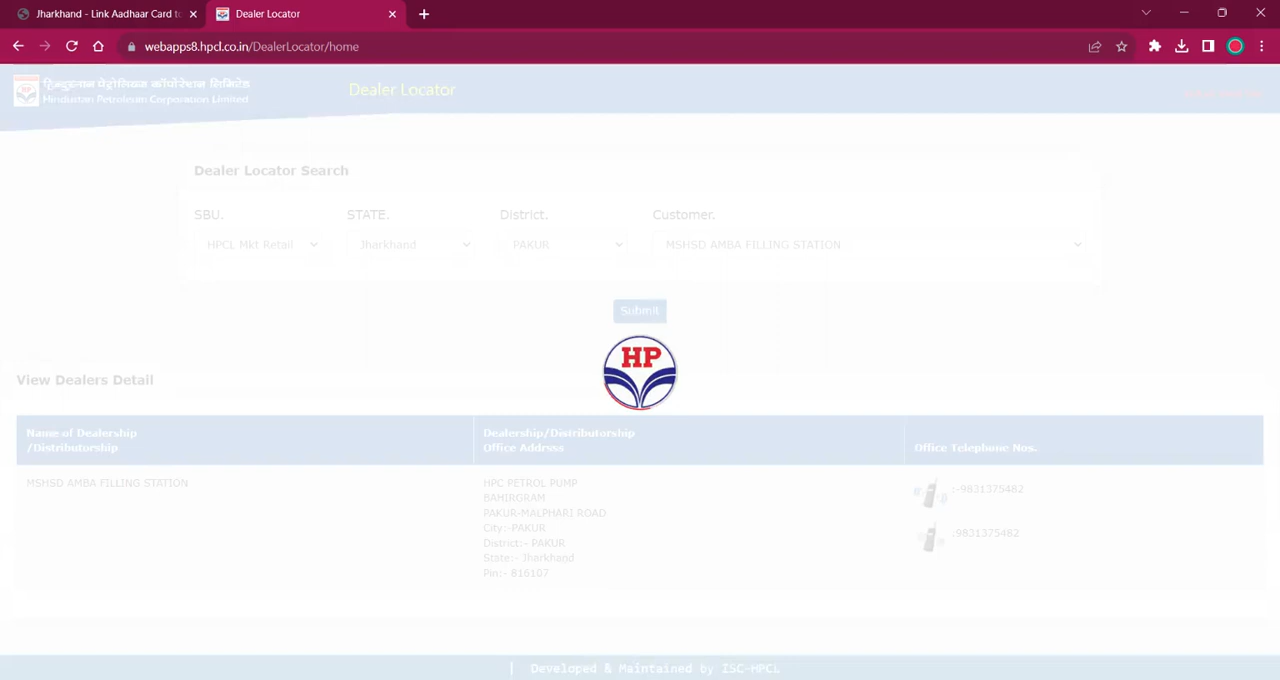 Jharkhand - Link Aadhaar Card to
Dealer Locator
webapps8.hpcl.co.in/DealerLocator/home
हिन्दुस्तान पेट्रोलियम कॉर्पोरेशन लिमिटेड
Hindustan Petroleum Corporation Limited
Dealer Locator
Dealer Locator Search
SBU. STATE. District. Customer.
HPCL Mkt Retail Jharkhand PAKUR MSHSD AMBA FILLING STATION
Submit
HP
View Dealers Detail
Name of Dealership
/Distributorship
Dealership/Distributorship
Office Addrsss
Office Telephone Nos.
MSHSD AMBA FILLING STATION
HPC PETROL PUMP
BAHIRGRAM
PAKUR-MALPHARI ROAD
City:-PAKUR
District:- PAKUR
State:- Jharkhand
Pin:- 816107
:-9831375482
:9831375482
| Developed & Maintained by ISC-HPCL